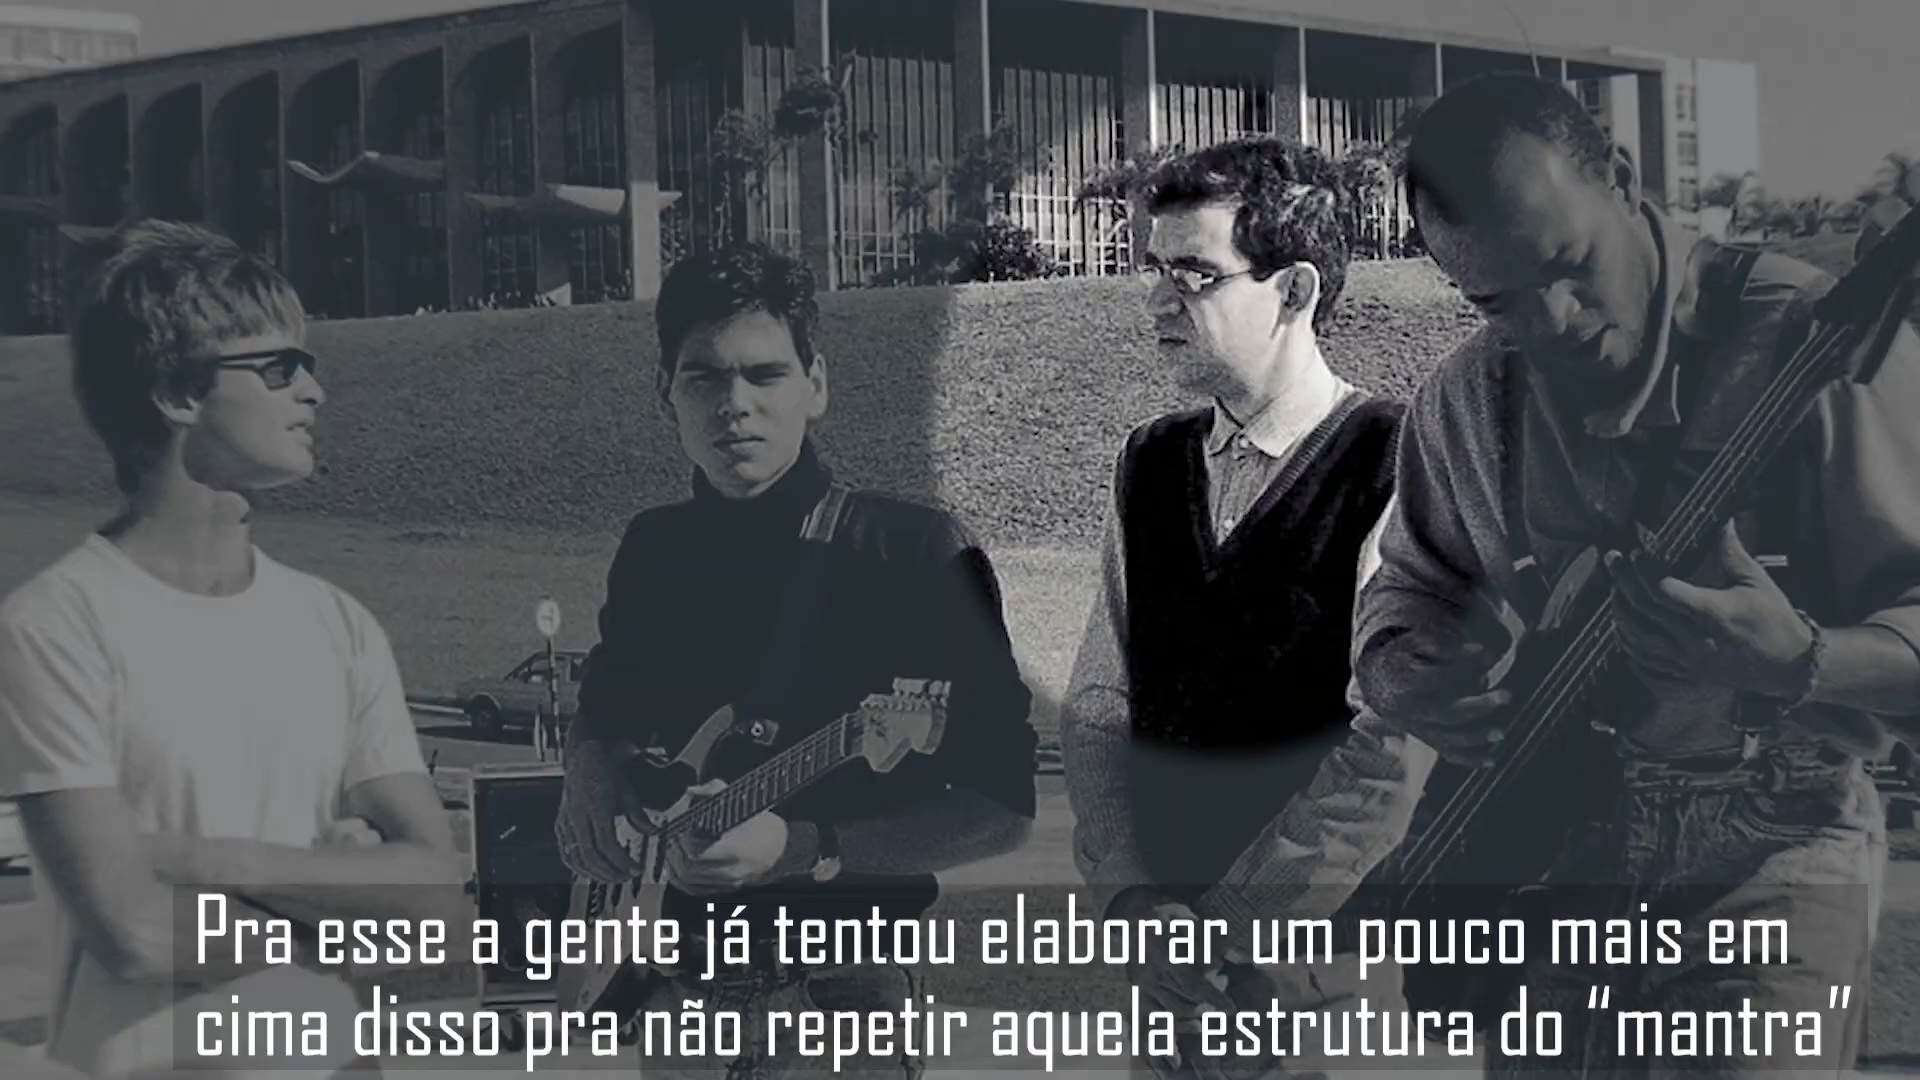 Pra esse a gente já tentou elaborar um pouco mais em
cima disso pra não repetir aquela estrutura do “mantra”